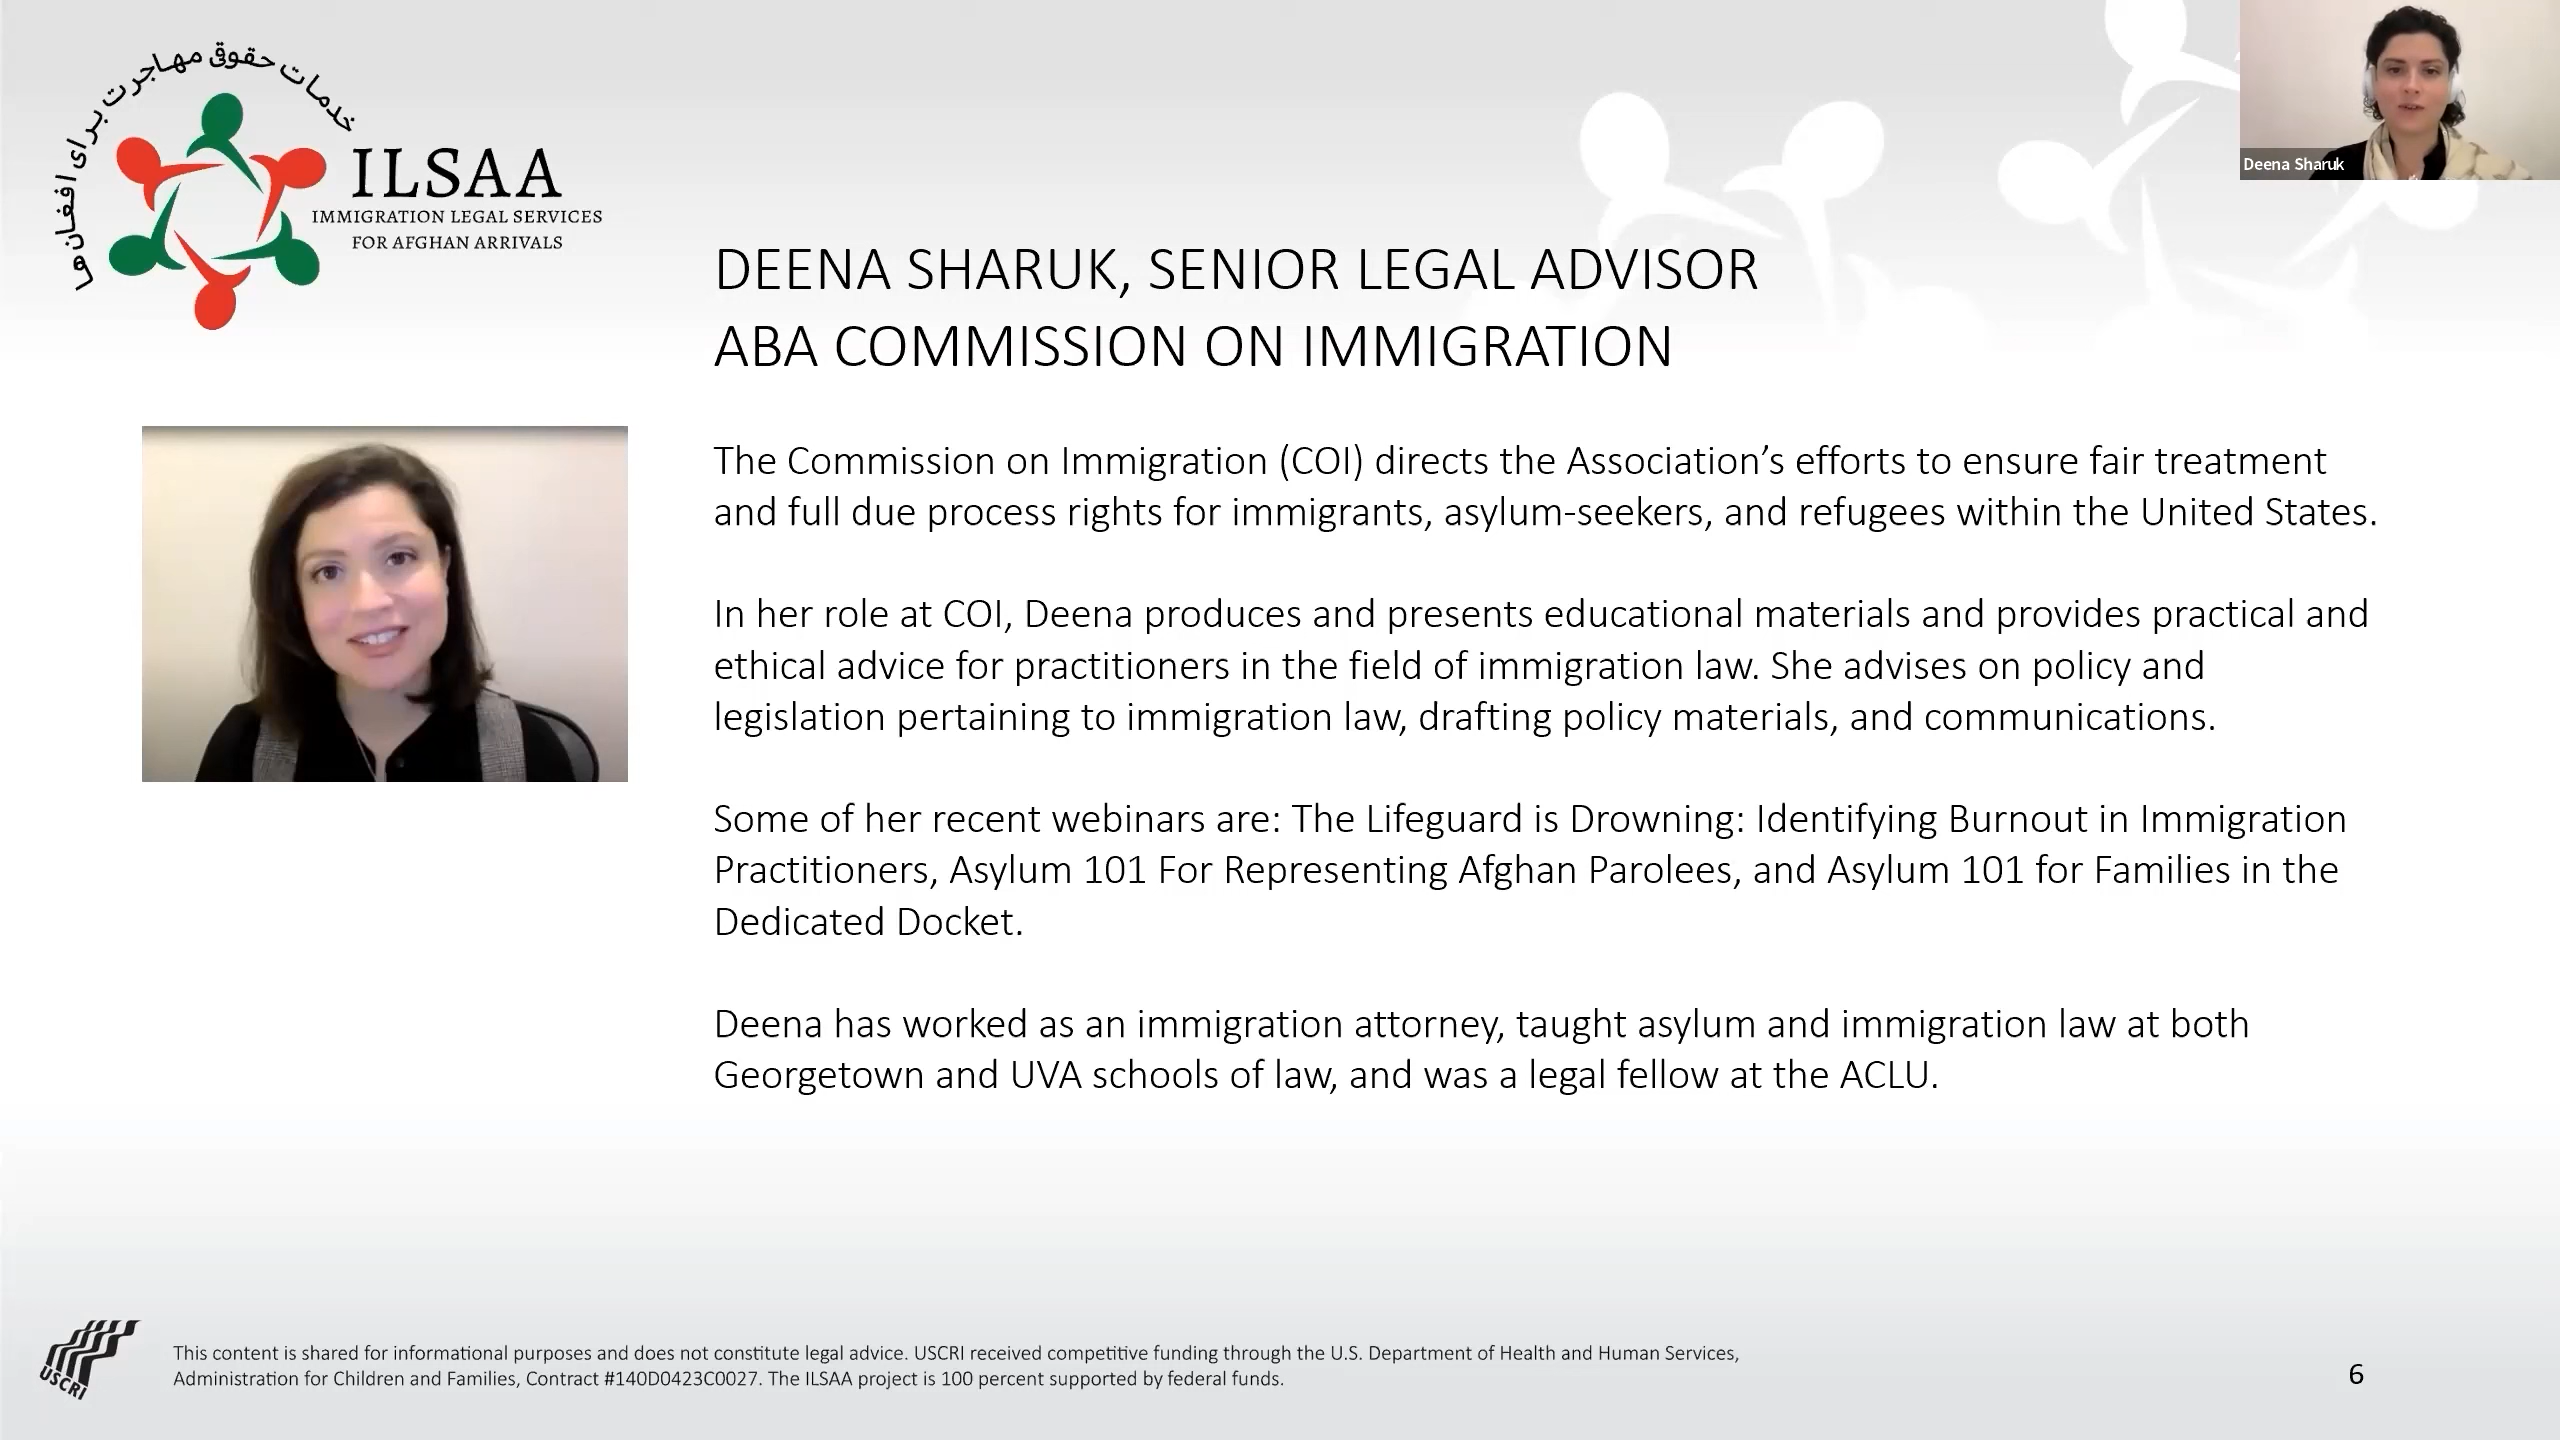 خدمات حقوقی مهاجرت برای افغان‌ها
ILSAA
IMMIGRATION LEGAL SERVICES
FOR AFGHAN ARRIVALS
Deena Sharuk
DEENA SHARUK, SENIOR LEGAL ADVISOR
ABA COMMISSION ON IMMIGRATION
The Commission on Immigration (COI) directs the Association’s efforts to ensure fair treatment
and full due process rights for immigrants, asylum-seekers, and refugees within the United States.
In her role at COI, Deena produces and presents educational materials and provides practical and
ethical advice for practitioners in the field of immigration law. She advises on policy and
legislation pertaining to immigration law, drafting policy materials, and communications.
Some of her recent webinars are: The Lifeguard is Drowning: Identifying Burnout in Immigration
Practitioners, Asylum 101 For Representing Afghan Parolees, and Asylum 101 for Families in the
Dedicated Docket.
Deena has worked as an immigration attorney, taught asylum and immigration law at both
Georgetown and UVA schools of law, and was a legal fellow at the ACLU.
USCRI
This content is shared for informational purposes and does not constitute legal advice. USCRI received competitive funding through the U.S. Department of Health and Human Services,
Administration for Children and Families, Contract #140D0423C0027. The ILSAA project is 100 percent supported by federal funds.
6